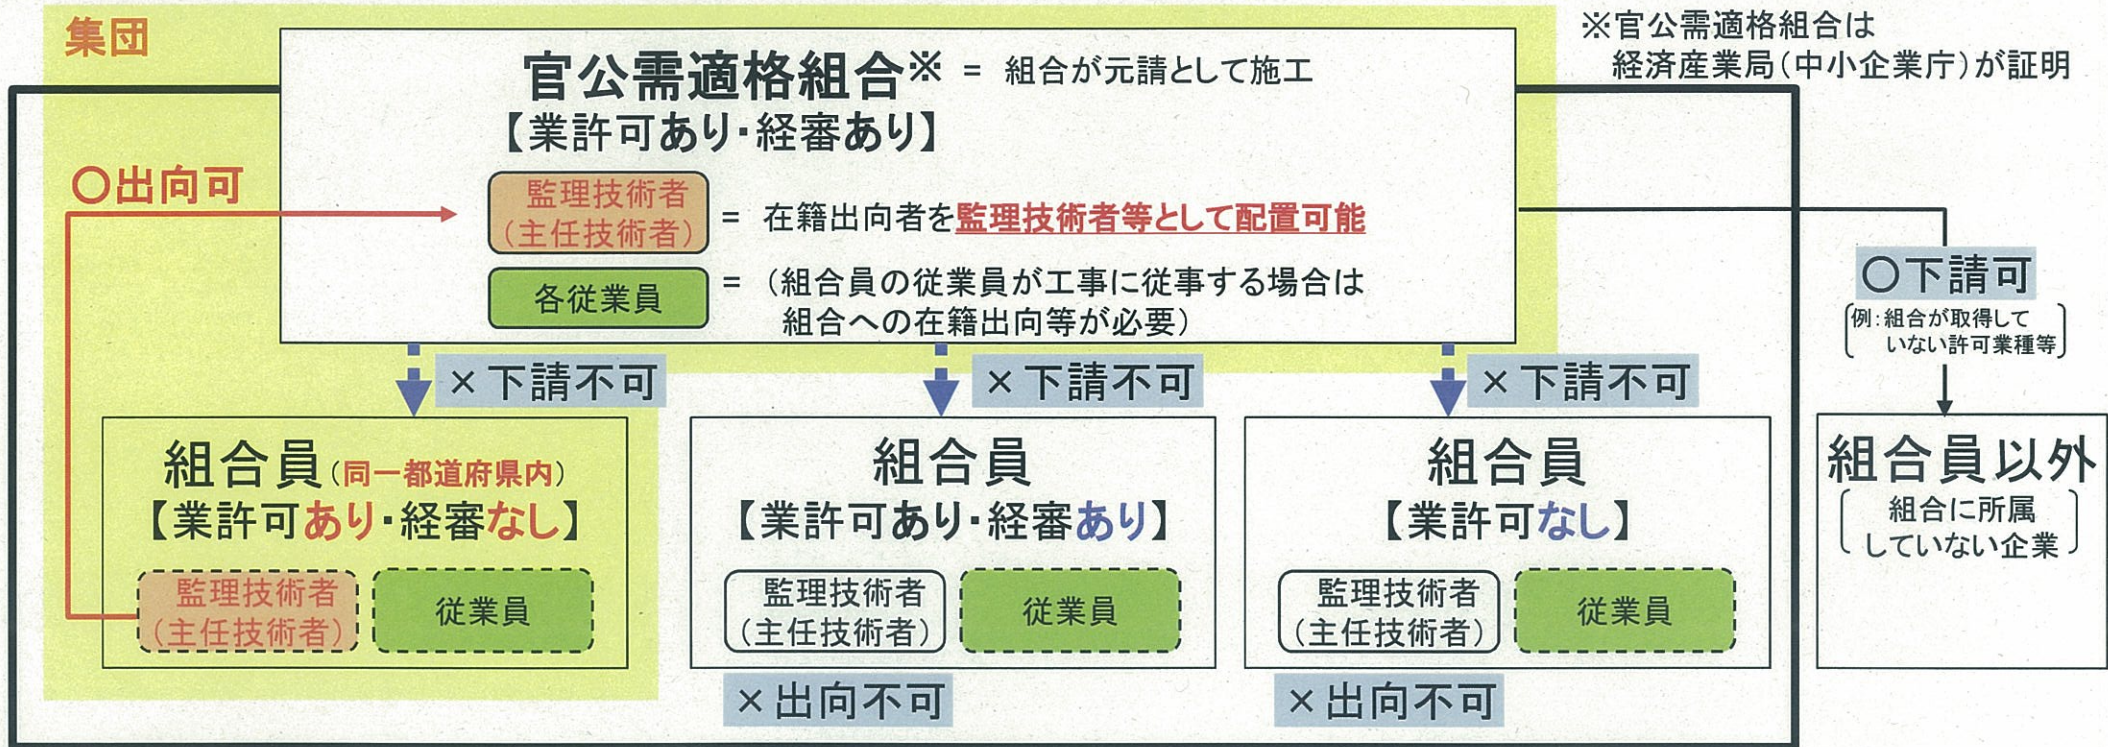 集団
官公需適格組合※ = 組合が元請として施工
【業許可あり・経審あり】
※官公需適格組合は
経済産業局(中小企業庁)が証明
〇出向可
監理技術者
(主任技術者)
= 在籍出向者を監理技術者等として配置可能
各従業員
= (組合員の従業員が工事に従事する場合は
組合への在籍出向等が必要)
〇下請可
例:組合が取得して
いない許可業種等
×下請不可
×下請不可
×下請不可
組合員(同一都道府県内)
【業許可あり・経審なし】
監理技術者
(主任技術者)
従業員
組合員
【業許可あり・経審あり】
監理技術者
(主任技術者)
従業員
×出向不可
組合員
【業許可なし】
監理技術者
(主任技術者)
従業員
×出向不可
組合員以外
組合に所属
していない企業